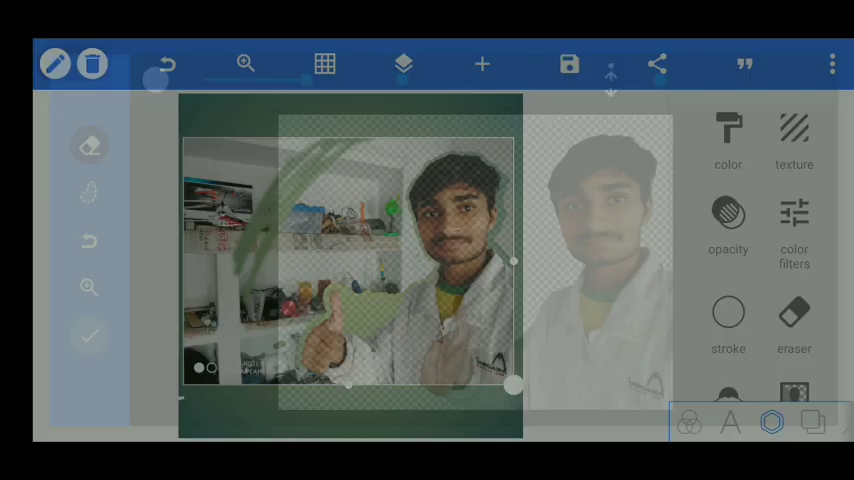 color texture
opacity color
filters
stroke eraser